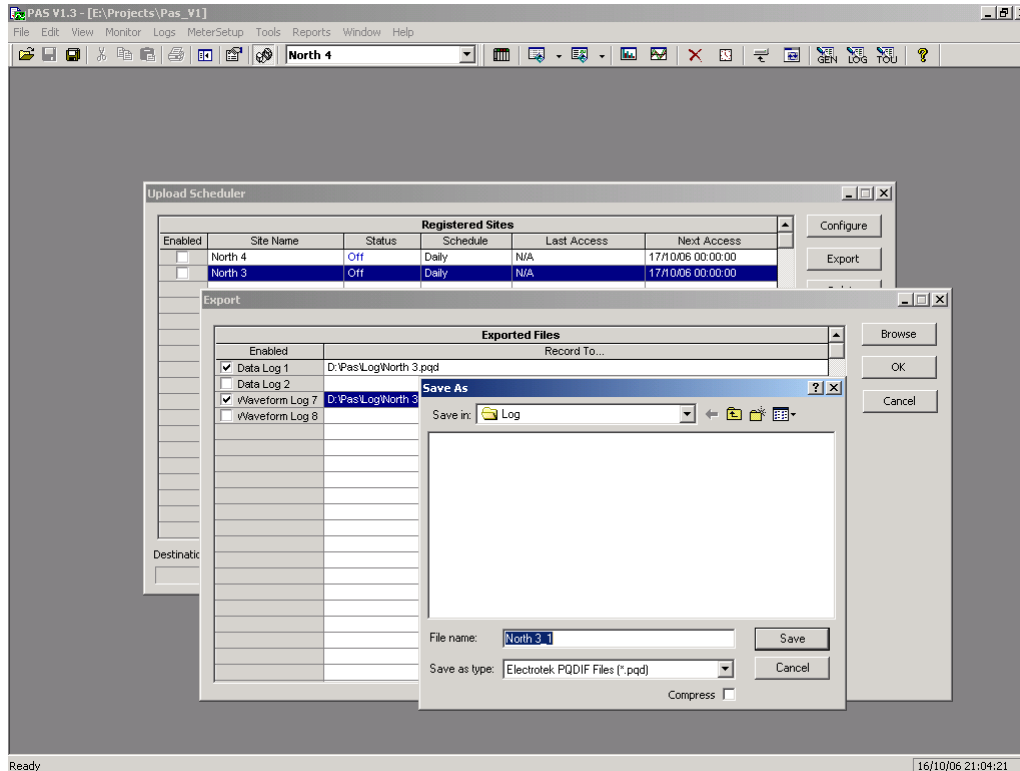 PAS V1.3 - [E:\Projects\Pas_V1]
File Edit View Monitor Logs MeterSetup Tools Reports Window Help
North 4
GEN LOG TOU
Upload Scheduler
Registered Sites
Enabled Site Name Status Schedule Last Access Next Access
North 4 Off Daily N/A 17/10/06 00:00:00
North 3 Off Daily N/A 17/10/06 00:00:00
Configure
Export
Export
Exported Files
Enabled Record To...
Data Log 1 D:\Pas\Log\North 3.pqd
Data Log 2
Waveform Log 7 D:\Pas\Log\North 3
Waveform Log 8
Browse
OK
Cancel
Save As
Save in: Log
File name: North 3_1
Save
Save as type: Electrotek PQDIF Files (*.pqd)
Cancel
Compress
Destinatio
Ready
16/10/06 21:04:21